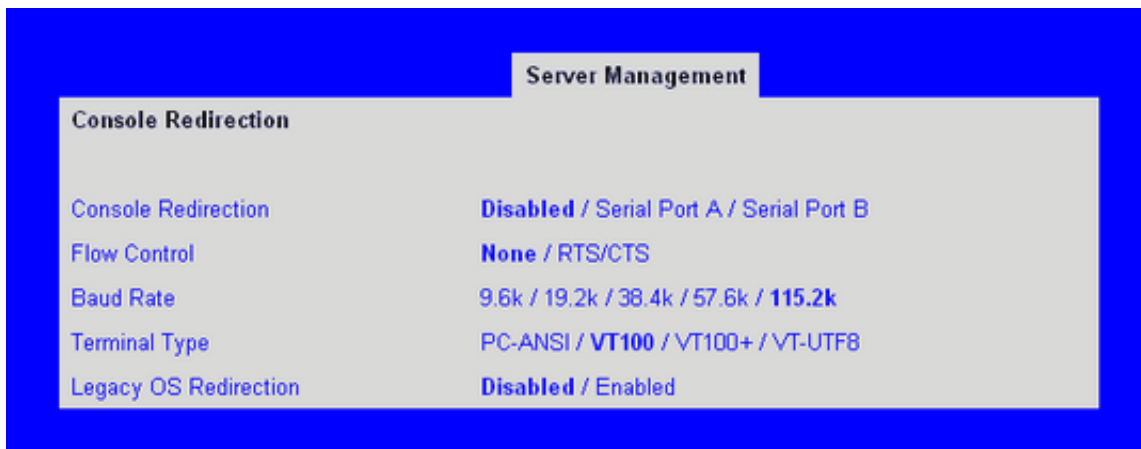 Server Management
Console Redirection
Console Redirection Disabled / Serial Port A / Serial Port B
Flow Control None / RTS/CTS
Baud Rate 9.6k / 19.2k / 38.4k / 57.6k / 115.2k
Terminal Type PC-ANSI / VT100 / VT100+ / VT-UTF8
Legacy OS Redirection Disabled / Enabled